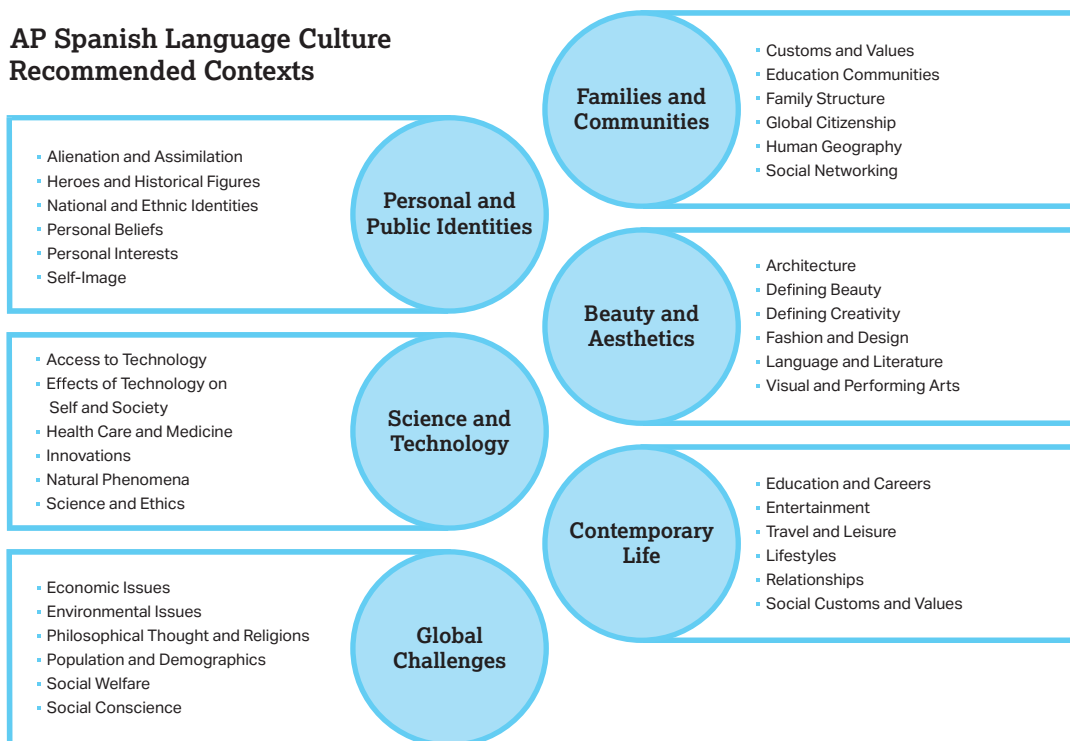 AP Spanish Language Culture
Recommended Contexts
Families and
Communities
Customs and Values
Education Communities
Family Structure
Global Citizenship
Human Geography
Social Networking
Alienation and Assimilation
Heroes and Historical Figures
National and Ethnic Identities
Personal Beliefs
Personal Interests
Self-Image
Personal and
Public Identities
Beauty and
Aesthetics
Architecture
Defining Beauty
Defining Creativity
Fashion and Design
Language and Literature
Visual and Performing Arts
Access to Technology
Effects of Technology on
Self and Society
Health Care and Medicine
Innovations
Natural Phenomena
Science and Ethics
Science and
Technology
Contemporary
Life
Education and Careers
Entertainment
Travel and Leisure
Lifestyles
Relationships
Social Customs and Values
Economic Issues
Environmental Issues
Philosophical Thought and Religions
Population and Demographics
Social Welfare
Social Conscience
Global
Challenges